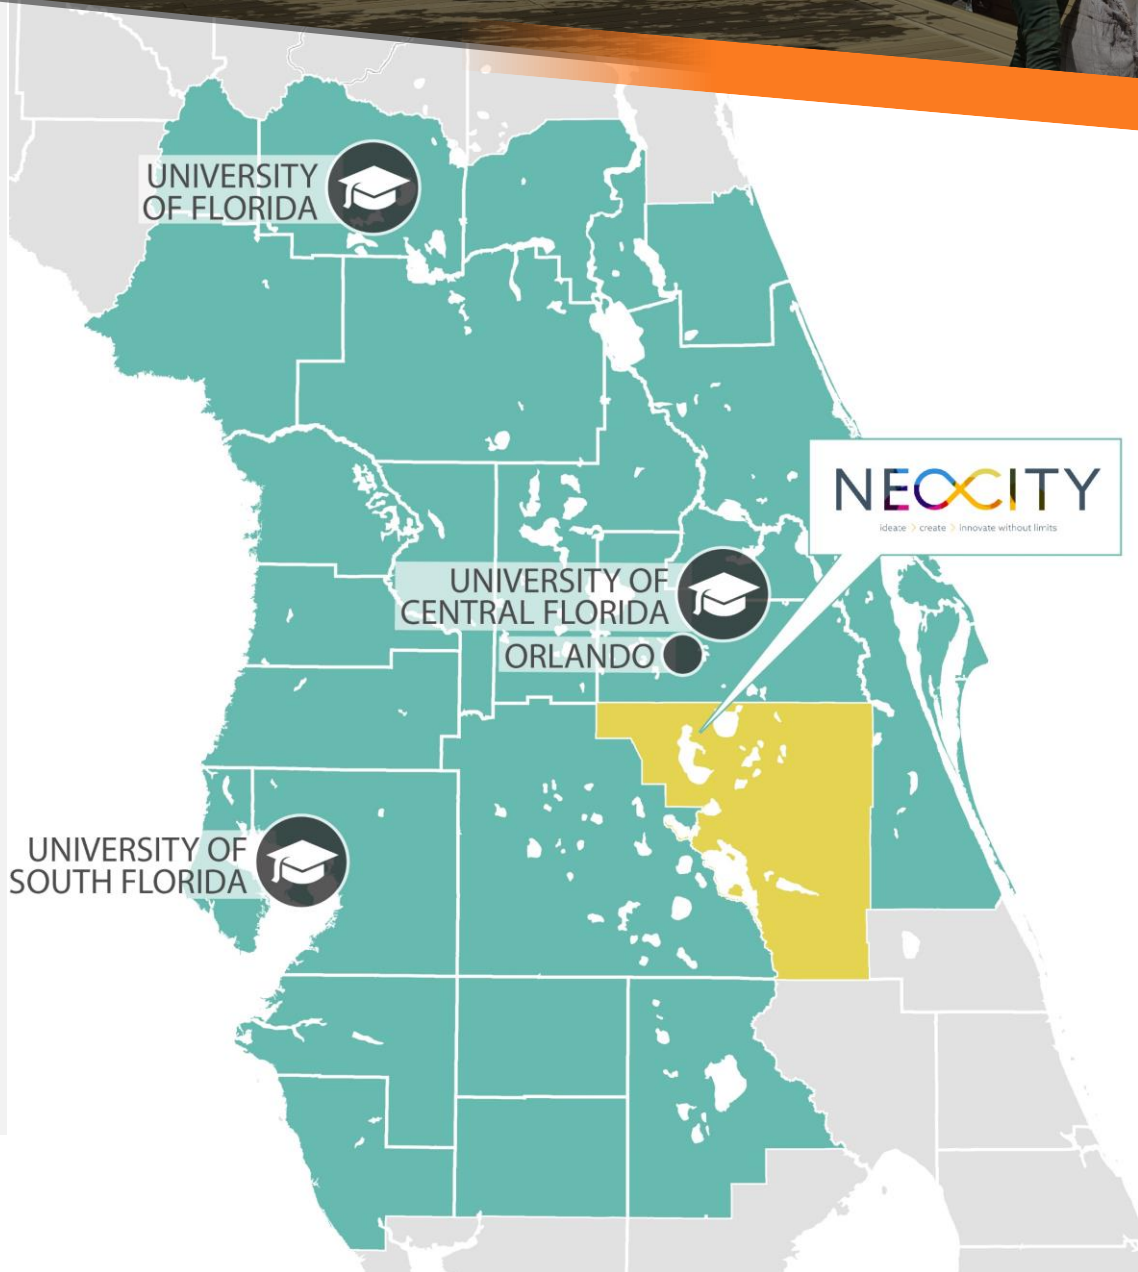 UNIVERSITY
OF FLORIDA
NEOCITY
ideate > create > innovate without limits
UNIVERSITY OF
CENTRAL FLORIDA
ORLANDO
UNIVERSITY OF
SOUTH FLORIDA